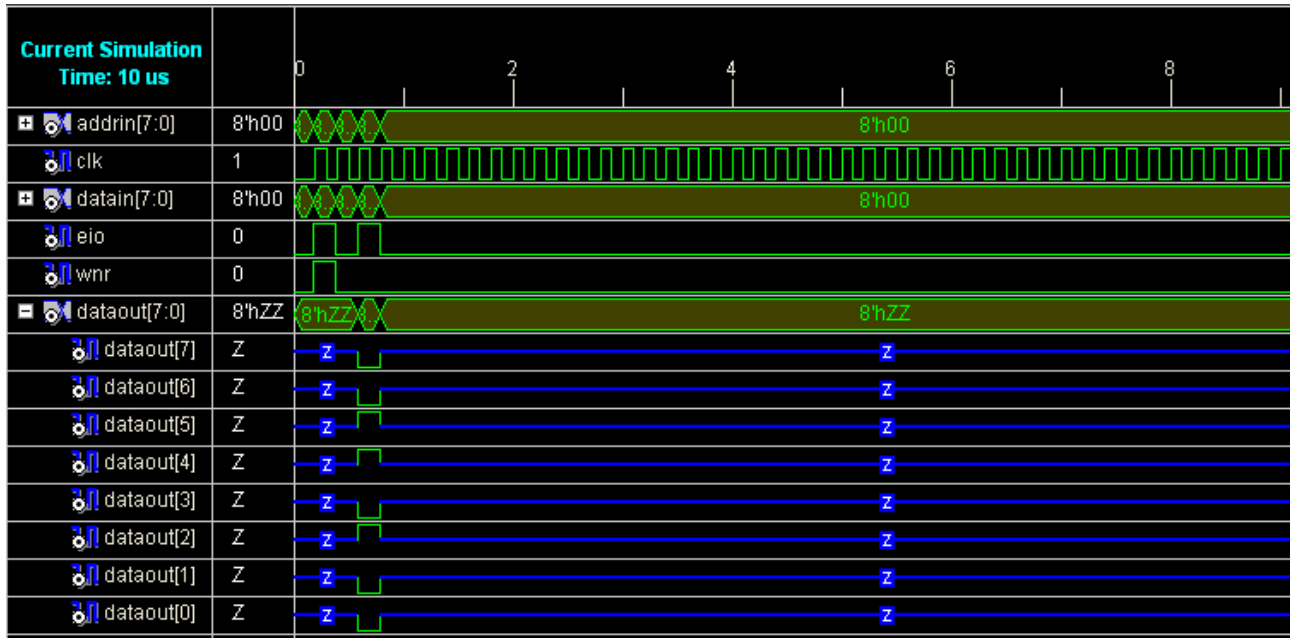 Current Simulation
Time: 10 us
0 2 4 6 8
addrin[7:0] 8'h00 8'h00
clk 1
datain[7:0] 8'h00 8'h00
eio 0
wnr 0
dataout[7:0] 8'hZZ 8'hZZ 8'hZZ
dataout[7] Z Z Z
dataout[6] Z Z Z
dataout[5] Z Z Z
dataout[4] Z Z Z
dataout[3] Z Z Z
dataout[2] Z Z Z
dataout[1] Z Z Z
dataout[0] Z Z Z